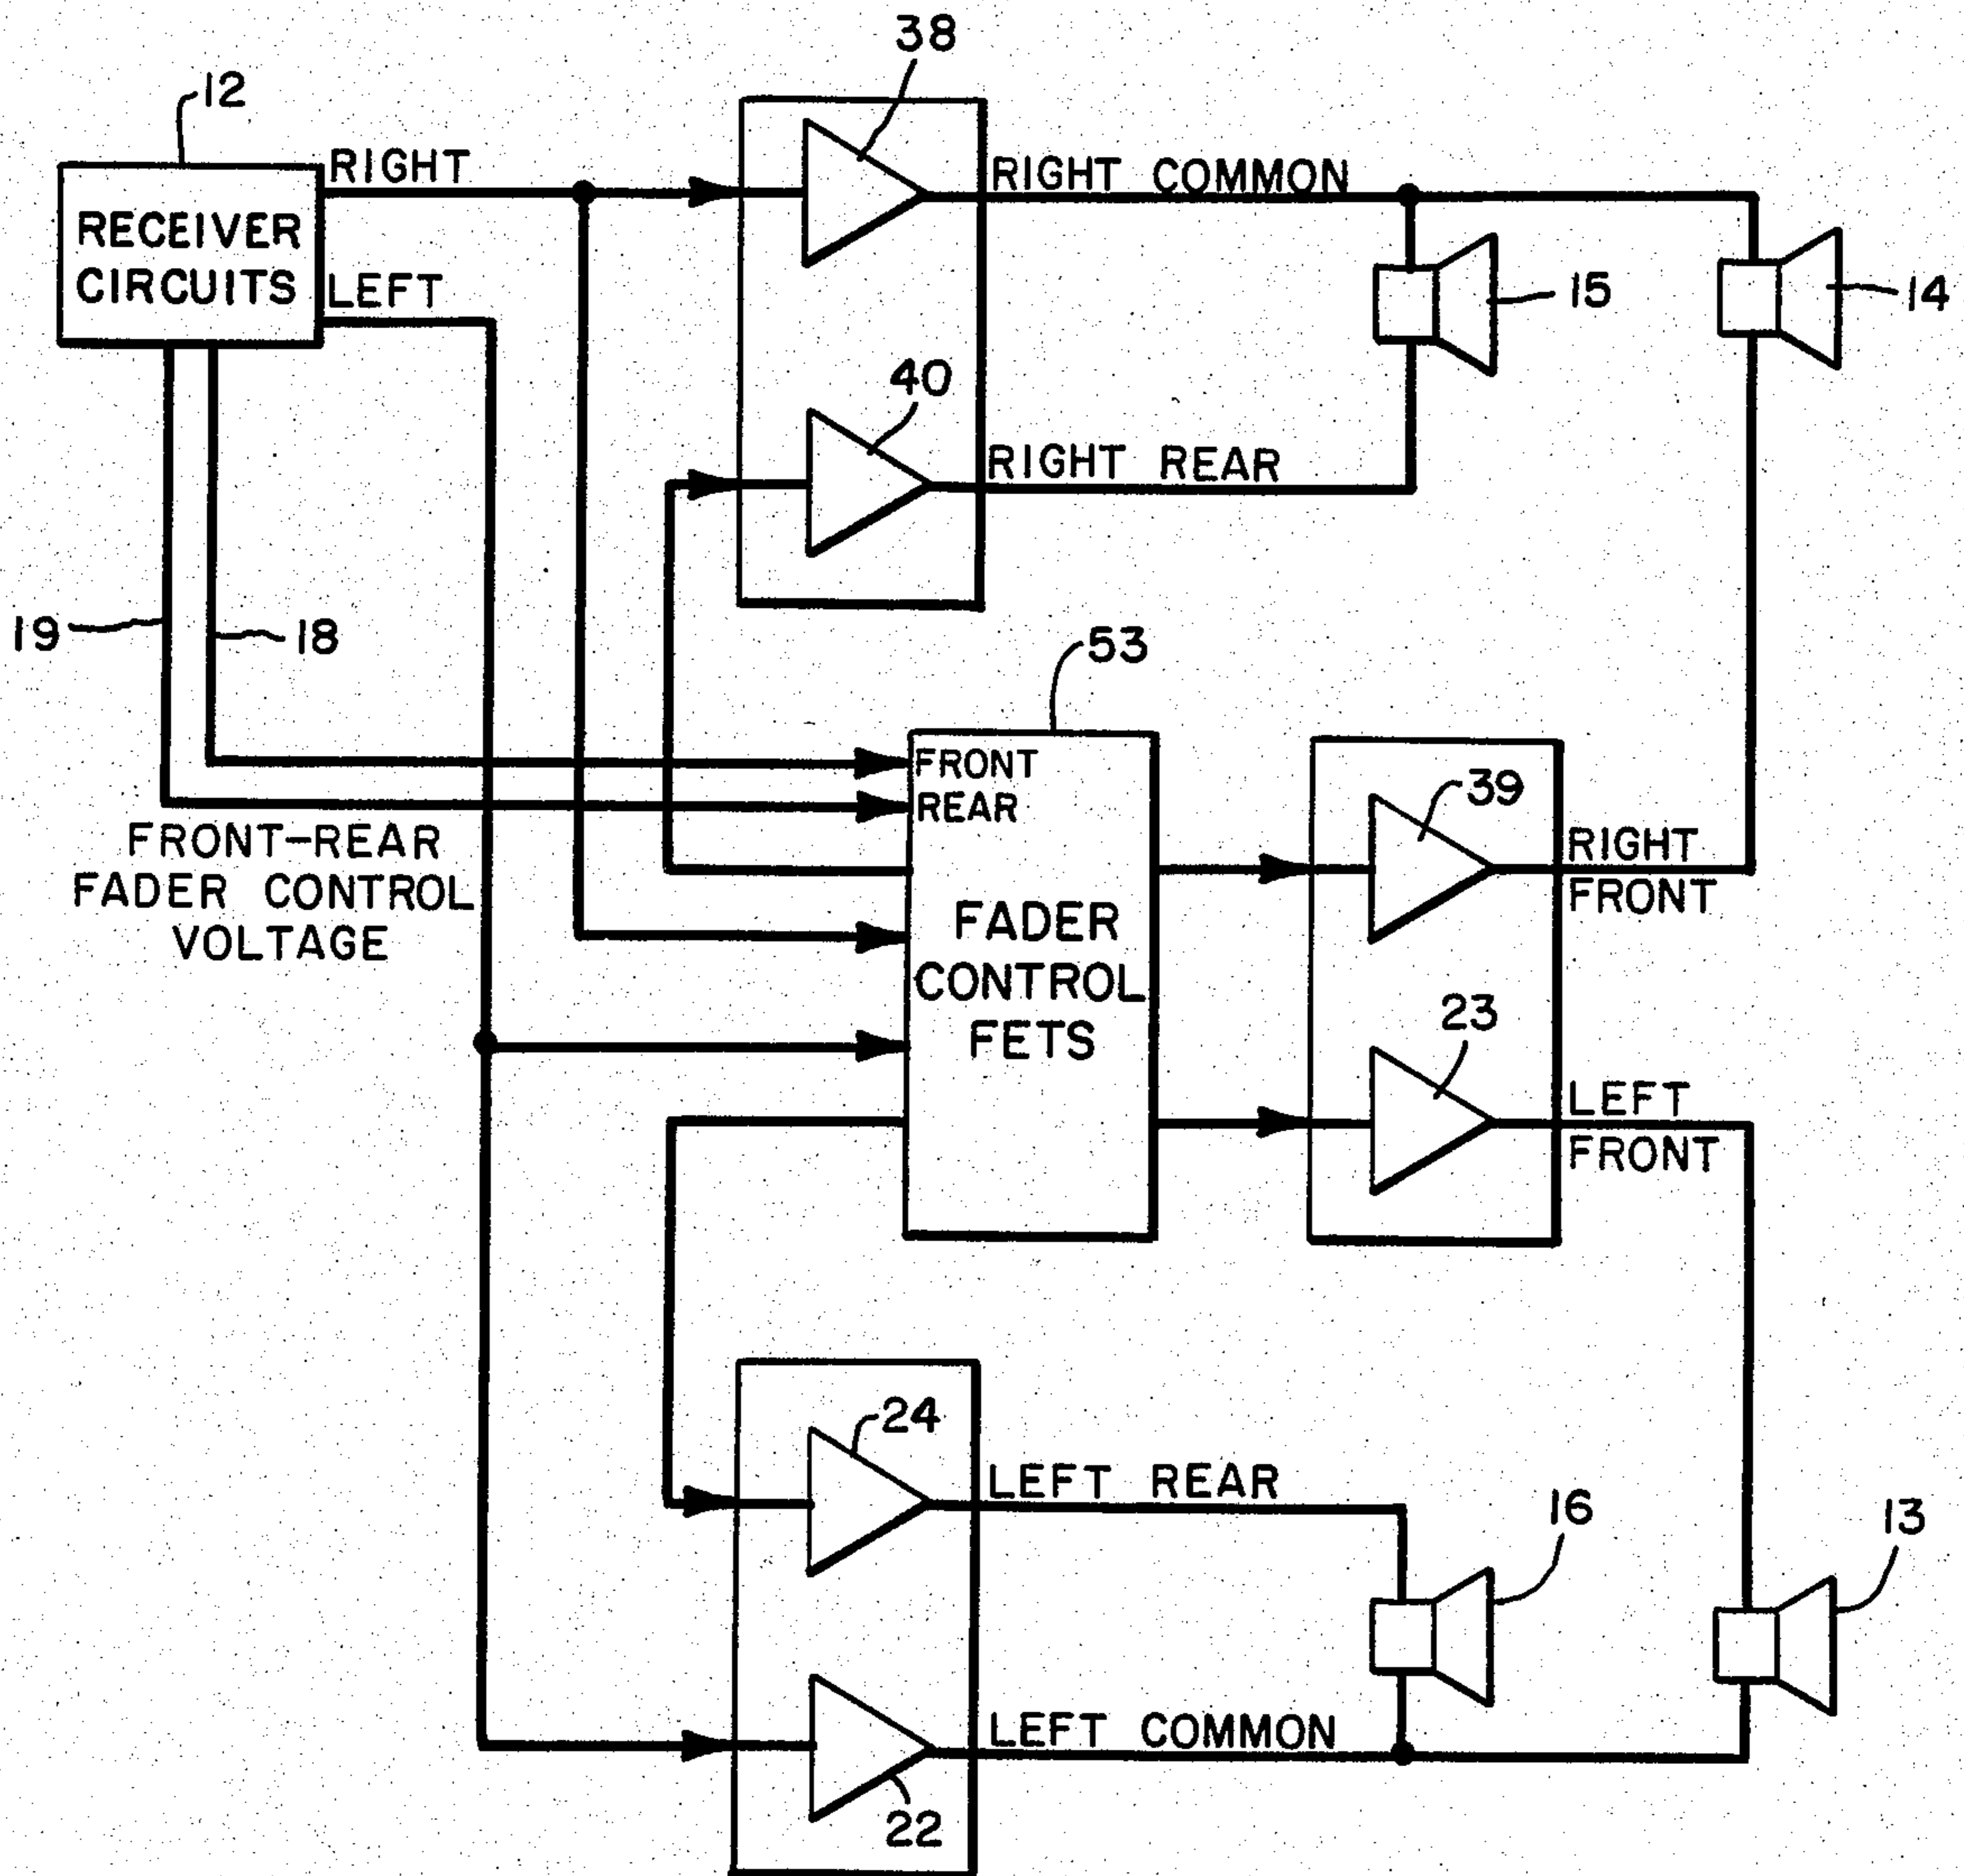 38
12
RIGHT
RECEIVER
CIRCUITS
LEFT
RIGHT COMMON
15
14
40
RIGHT REAR
19
18
53
FRONT
REAR
FRONT-REAR
FADER CONTROL
VOLTAGE
FADER
CONTROL
FETS
39
RIGHT
FRONT
23
LEFT
FRONT
24
LEFT REAR
16
13
LEFT COMMON
22